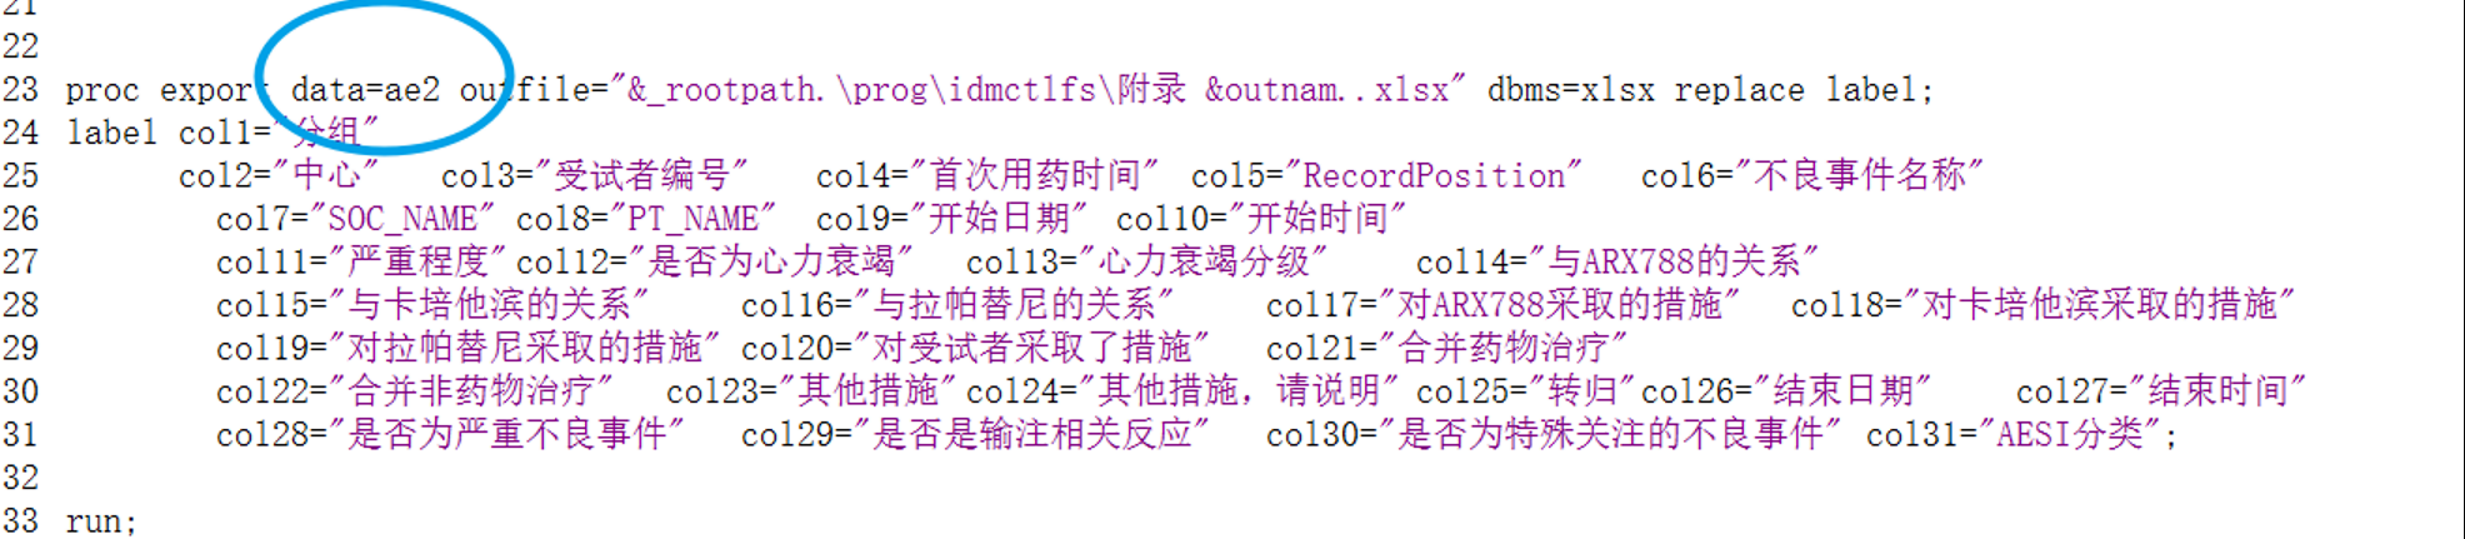 21
22
23 proc export data=ae2 outfile="&_rootpath.\prog\idmctlfs\附录 &outnam..xlsx" dbms=xlsx replace label;
24 label col1="分组"
25 col2="中心" col3="受试者编号" col4="首次用药时间" col5="RecordPosition" col6="不良事件名称"
26 col7="SOC_NAME" col8="PT_NAME" col9="开始日期" col10="开始时间"
27 col11="严重程度" col12="是否为心力衰竭" col13="心力衰竭分级" col14="与ARX788的关系"
28 col15="与卡培他滨的关系" col16="与拉帕替尼的关系" col17="对ARX788采取的措施" col18="对卡培他滨采取的措施"
29 col19="对拉帕替尼采取的措施" col20="对受试者采取了措施" col21="合并药物治疗"
30 col22="合并非药物治疗" col23="其他措施" col24="其他措施，请说明" col25="转归" col26="结束日期" col27="结束时间"
31 col28="是否为严重不良事件" col29="是否是输注相关反应" col30="是否为特殊关注的不良事件" col31="AESI分类";
32
33 run;